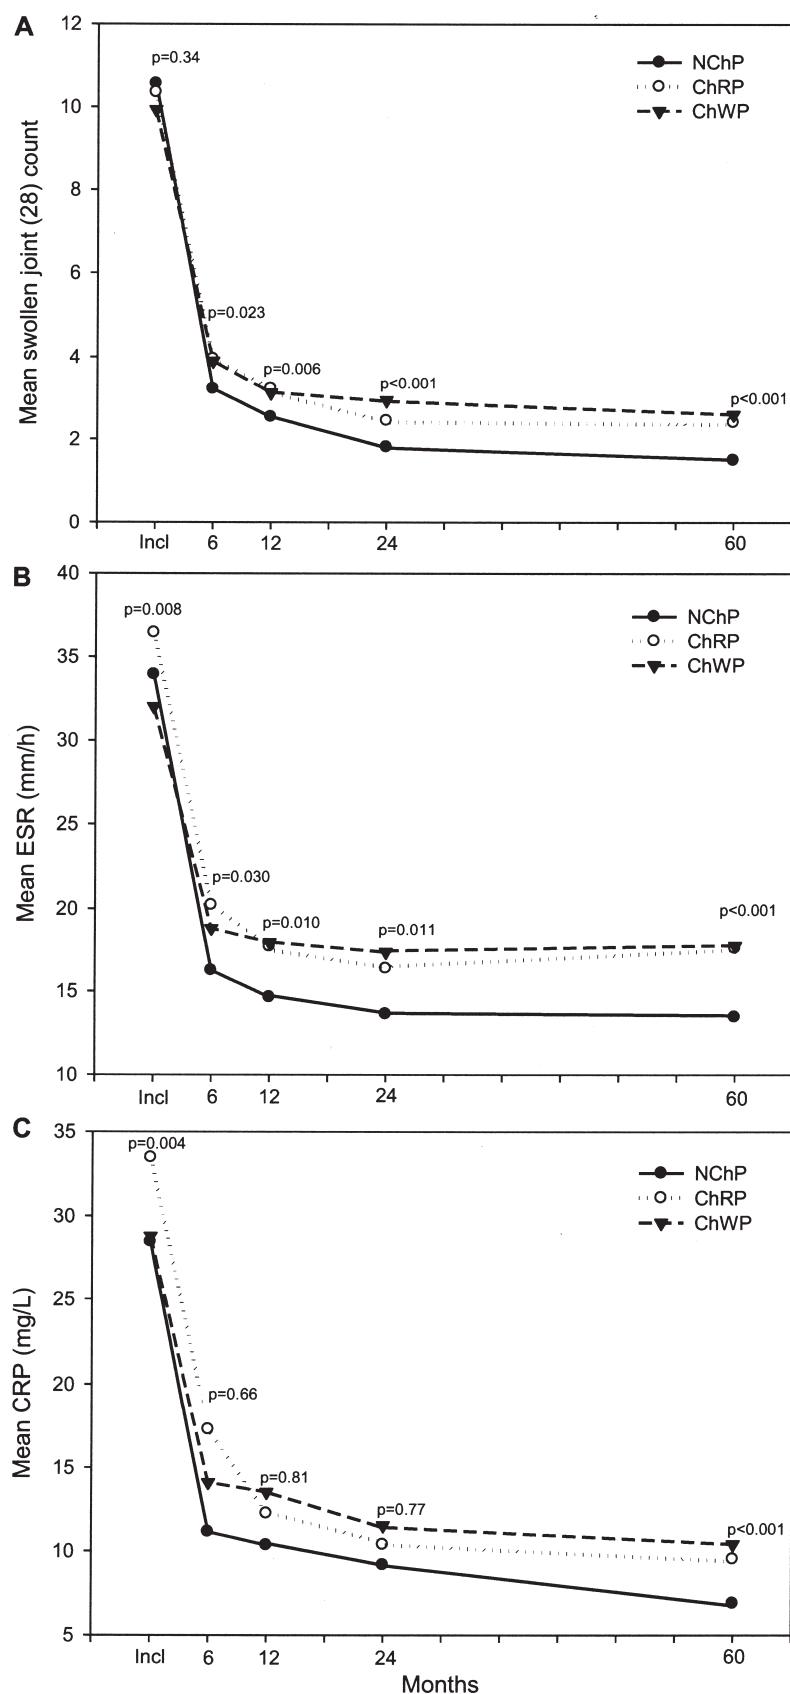 A
12
10
8
6
4
2
0
Mean swollen joint (28) count
p=0.34
p=0.023
p=0.006
p<0.001
p<0.001
NChP
ChRP
ChWP
Incl 6 12 24 60
B
40
35
30
25
20
15
10
Mean ESR (mm/h)
p=0.008
p=0.030
p=0.010
p=0.011
p<0.001
NChP
ChRP
ChWP
Incl 6 12 24 60
C
35
30
25
20
15
10
5
Mean CRP (mg/L)
p=0.004
p=0.66
p=0.81
p=0.77
p<0.001
NChP
ChRP
ChWP
Incl 6 12 24 60
Months